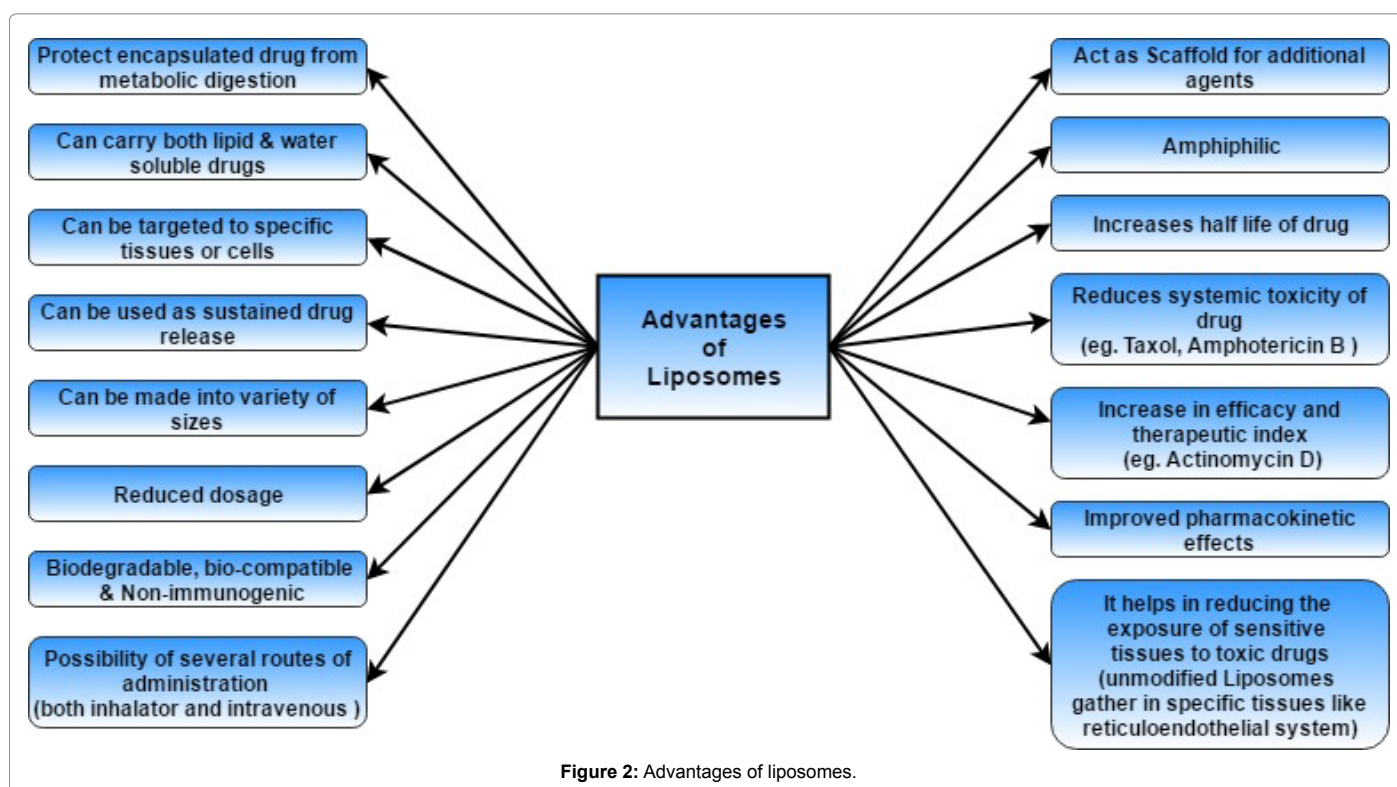 Protect encapsulated drug from
metabolic digestion
Can carry both lipid & water
soluble drugs
Can be targeted to specific
tissues or cells
Can be used as sustained drug
release
Can be made into variety of
sizes
Reduced dosage
Biodegradable, bio-compatible
& Non-immunogenic
Possibility of several routes of
administration
(both inhalator and intravenous )
Advantages
of
Liposomes
Act as Scaffold for additional
agents
Amphiphilic
Increases half life of drug
Reduces systemic toxicity of
drug
(eg. Taxol, Amphotericin B )
Increase in efficacy and
therapeutic index
(eg. Actinomycin D)
Improved pharmacokinetic
effects
It helps in reducing the
exposure of sensitive
tissues to toxic drugs
(unmodified Liposomes
gather in specific tissues like
reticuloendothelial system)
Figure 2: Advantages of liposomes.